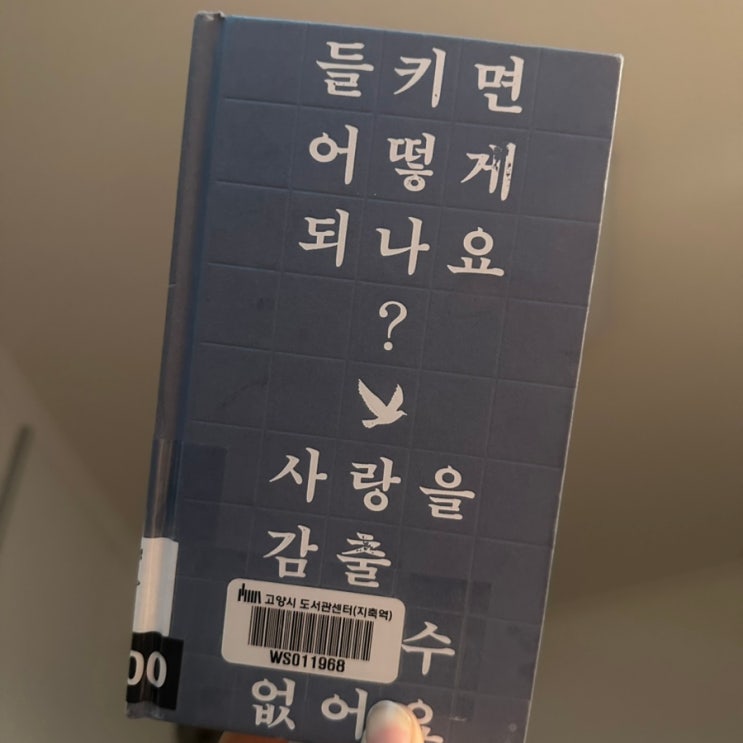 들키면
어떻게
되나요
?
사랑을
감출
수
없어요
고양시 도서관센터(지축역)
WS011968
00